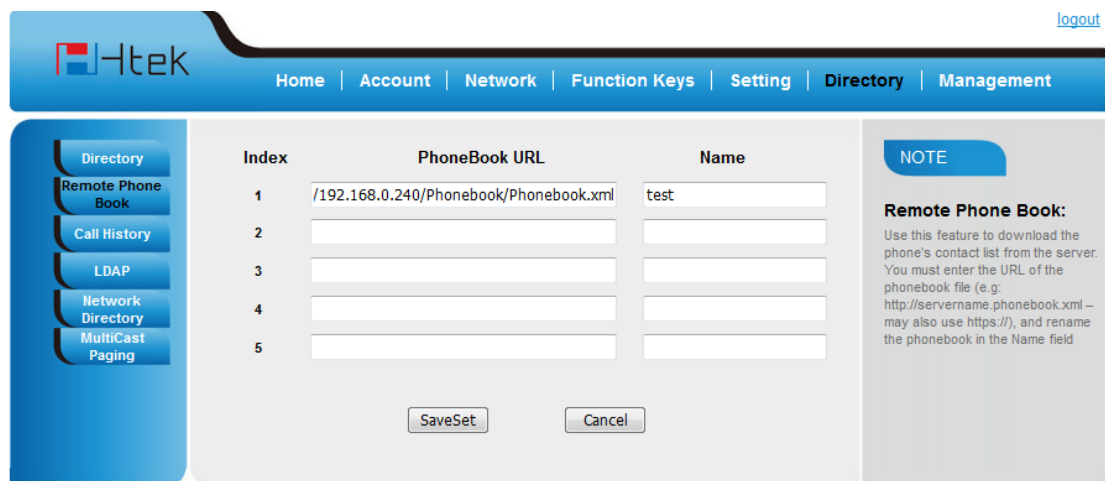 logout
Htek
Home Account Network Function Keys Setting Directory Management
Directory
Remote Phone
Book
Call History
LDAP
Network
Directory
MultiCast
Paging
Index PhoneBook URL Name
1 /192.168.0.240/Phonebook/Phonebook.xml test
2
3
4
5
SaveSet Cancel
NOTE
Remote Phone Book:
Use this feature to download the
phone's contact list from the server.
You must enter the URL of the
phonebook file (e.g:
http://servername.phonebook.xml –
may also use https://), and rename
the phonebook in the Name field